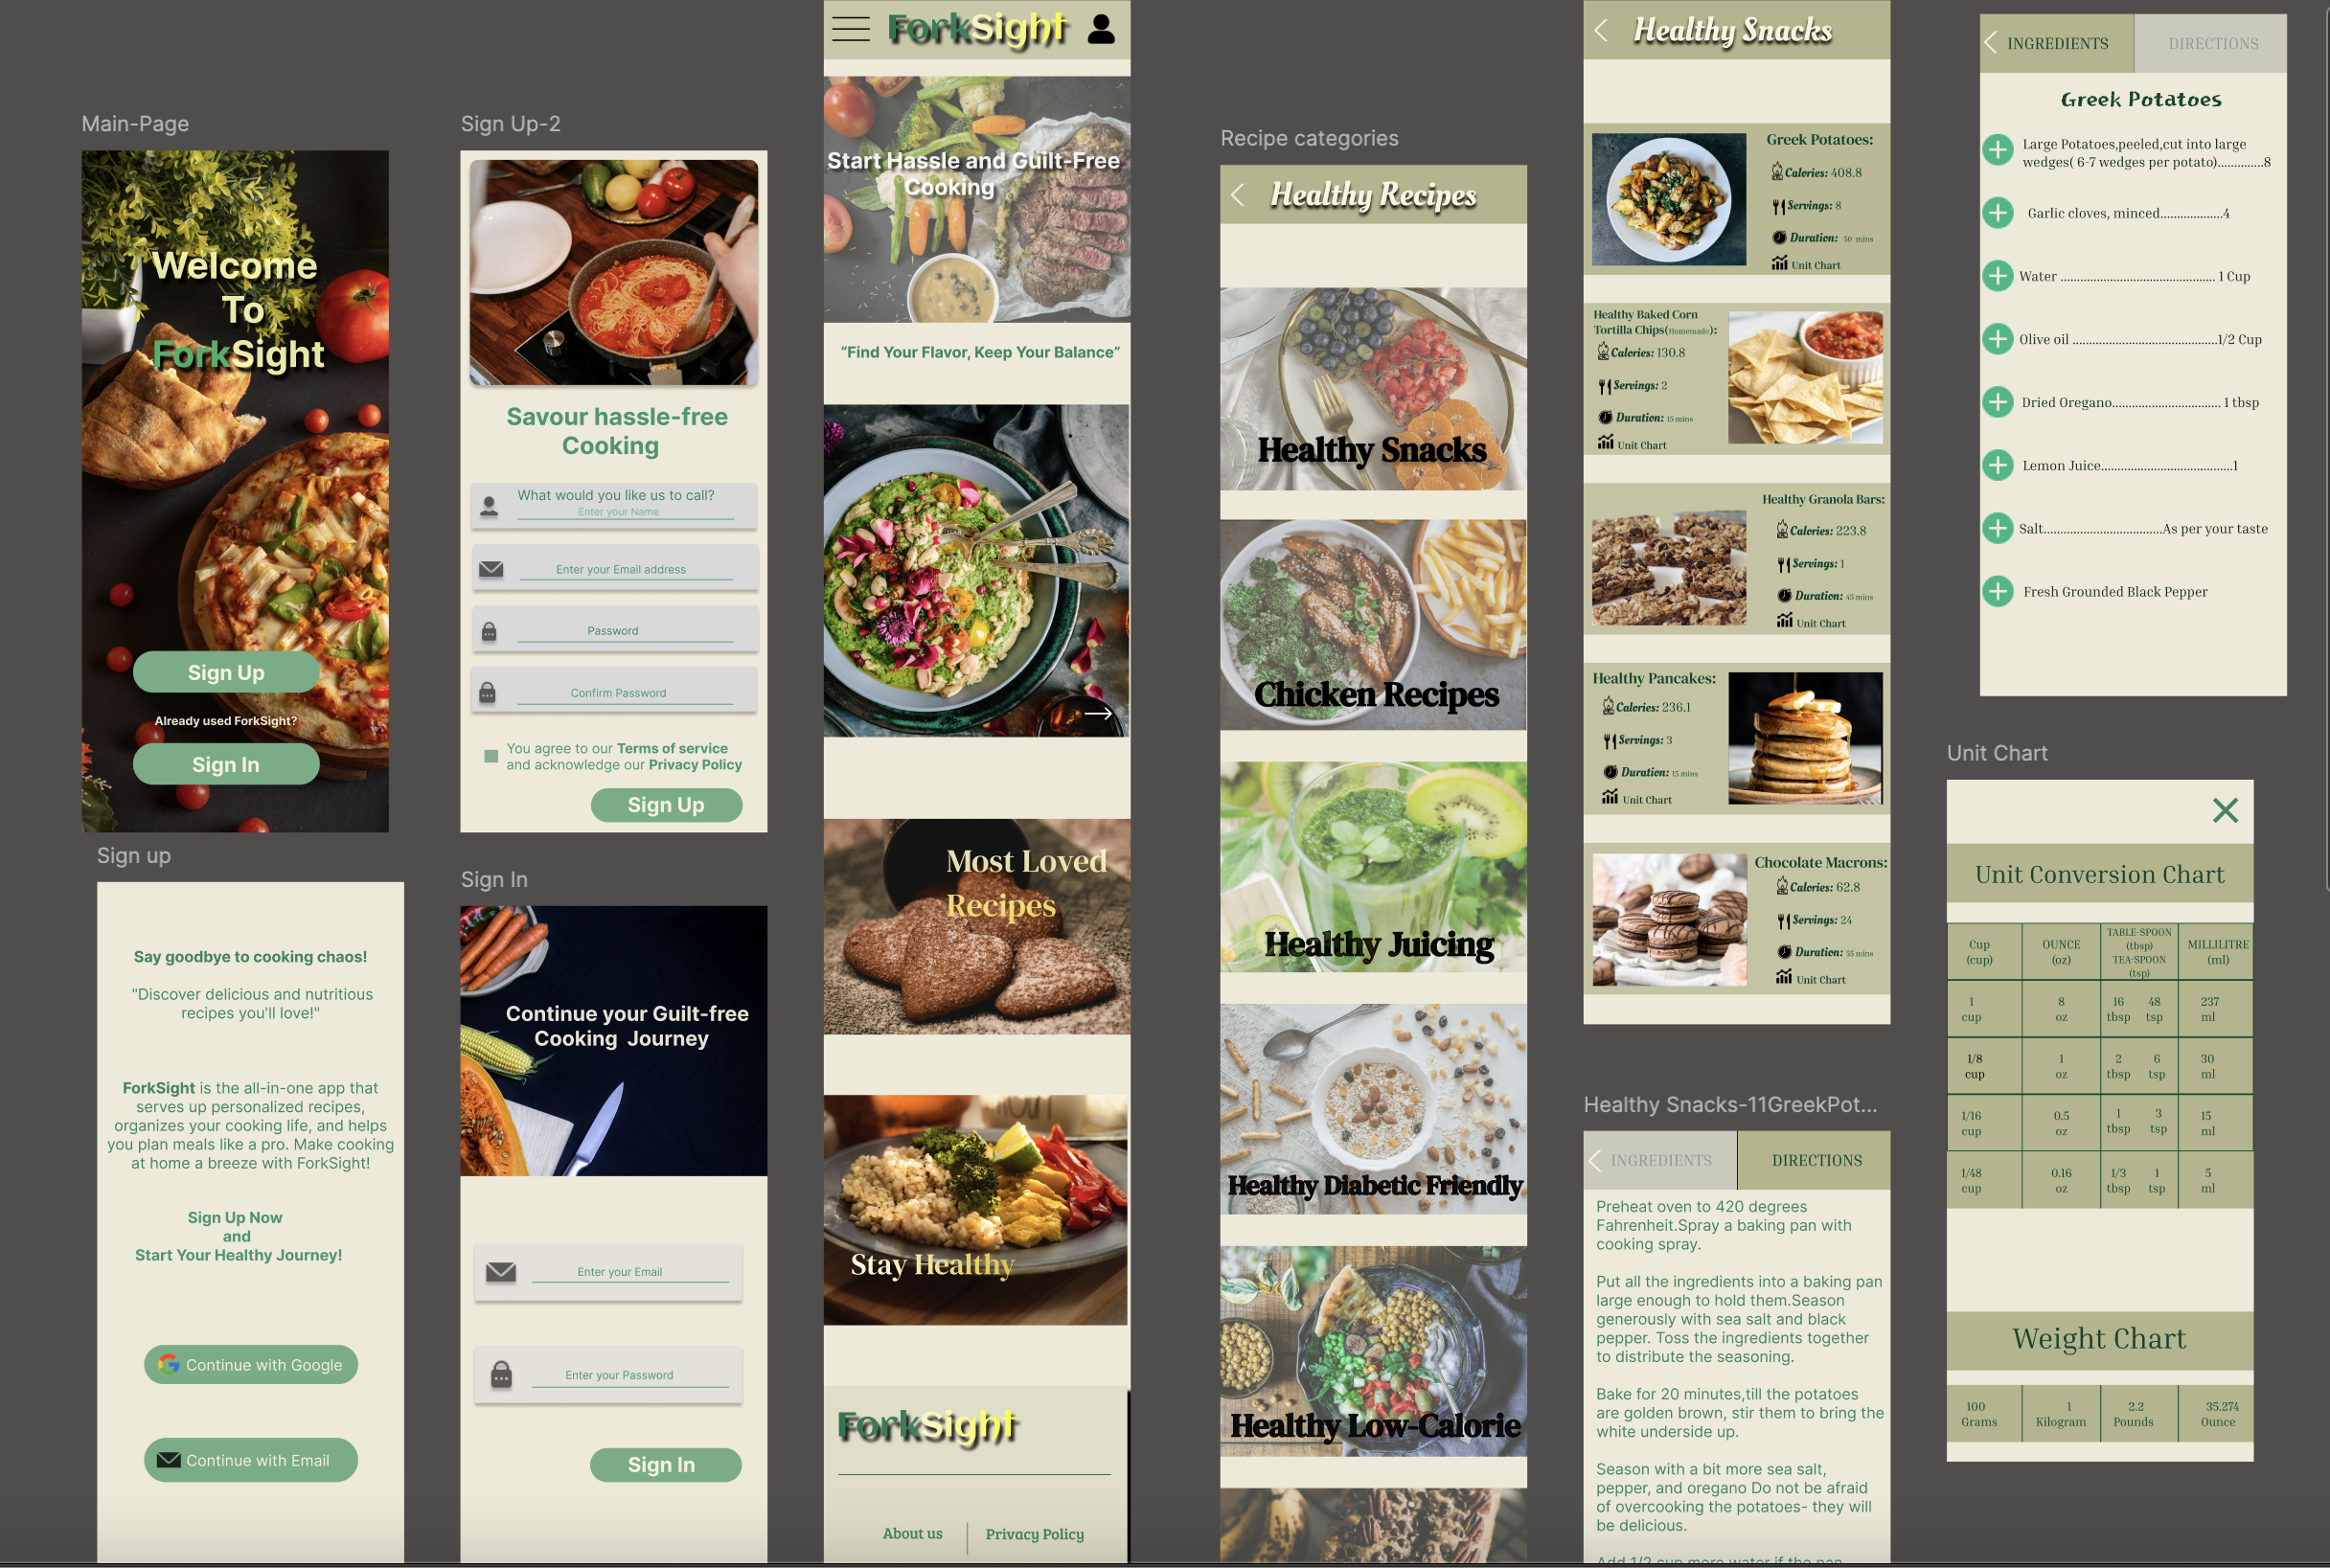 Main-Page
Welcome
To
ForkSight
Sign Up
Already used ForkSight?
Sign In
Sign up
Say goodbye to cooking chaos!
"Discover delicious and nutritious
recipes you'll love!"
ForkSight is the all-in-one app that
serves up personalized recipes,
organizes your cooking life, and helps
you plan meals like a pro. Make cooking
at home a breeze with ForkSight!
Sign Up Now
and
Start Your Healthy Journey!
Continue with Google
Continue with Email
Sign Up-2
Savour hassle-free
Cooking
What would you like us to call?
Enter your Name
Enter your Email address
Password
Confirm Password
You agree to our Terms of service
and acknowledge our Privacy Policy
Sign Up
Sign In
Continue your Guilt-free
Cooking Journey
Enter your Email
Enter your Password
Sign In
ForkSight
Start Hassle and Guilt-Free
Cooking
“Find Your Flavor, Keep Your Balance”
Most Loved
Recipes
Stay Healthy
ForkSight
About us
Privacy Policy
Recipe categories
Healthy Recipes
Healthy Snacks
Chicken Recipes
Healthy Juicing
Healthy Diabetic Friendly
Healthy Low-Calorie
Healthy Snacks
Greek Potatoes:
Calories: 408.8
Servings: 8
Duration: 50 mins
Unit Chart
Healthy Baked Corn
Tortilla Chips(Homemade):
Calories: 130.8
Servings: 2
Duration: 15 mins
Unit Chart
Healthy Granola Bars:
Calories: 223.8
Servings: 1
Duration: 45 mins
Unit Chart
Healthy Pancakes:
Calories: 236.1
Servings: 3
Duration: 15 mins
Unit Chart
Chocolate Macrons:
Calories: 62.8
Servings: 24
Duration: 55 mins
Unit Chart
Healthy Snacks-11GreekPot...
INGREDIENTS
DIRECTIONS
Preheat oven to 420 degrees
Fahrenheit.Spray a baking pan with
cooking spray.
Put all the ingredients into a baking pan
large enough to hold them.Season
generously with sea salt and black
pepper. Toss the ingredients together
to distribute the seasoning.
Bake for 20 minutes,till the potatoes
are golden brown, stir them to bring the
white underside up.
Season with a bit more sea salt,
pepper, and oregano Do not be afraid
of overcooking the potatoes- they will
be delicious.
Add 1/2 cup more water if the pan
INGREDIENTS
DIRECTIONS
Greek Potatoes
Large Potatoes,peeled,cut into large
wedges( 6-7 wedges per potato).............8
Garlic cloves, minced...................4
Water ............................................... 1 Cup
Olive oil ............................................1/2 Cup
Dried Oregano................................. 1 tbsp
Lemon Juice........................................1
Salt....................................As per your taste
Fresh Grounded Black Pepper
Unit Chart
Unit Conversion Chart
Cup
(cup)
OUNCE
(oz)
TABLE-SPOON
(tbsp)
TEA-SPOON
(tsp)
MILLILITRE
(ml)
1
cup
8
oz
16
tbsp
48
tsp
237
ml
1/8
cup
1
oz
2
tbsp
6
tsp
30
ml
1/16
cup
0.5
oz
1
tbsp
3
tsp
15
ml
1/48
cup
0.16
oz
1/3
tbsp
1
tsp
5
ml
Weight Chart
100
Grams
1
Kilogram
2.2
Pounds
35.274
Ounce